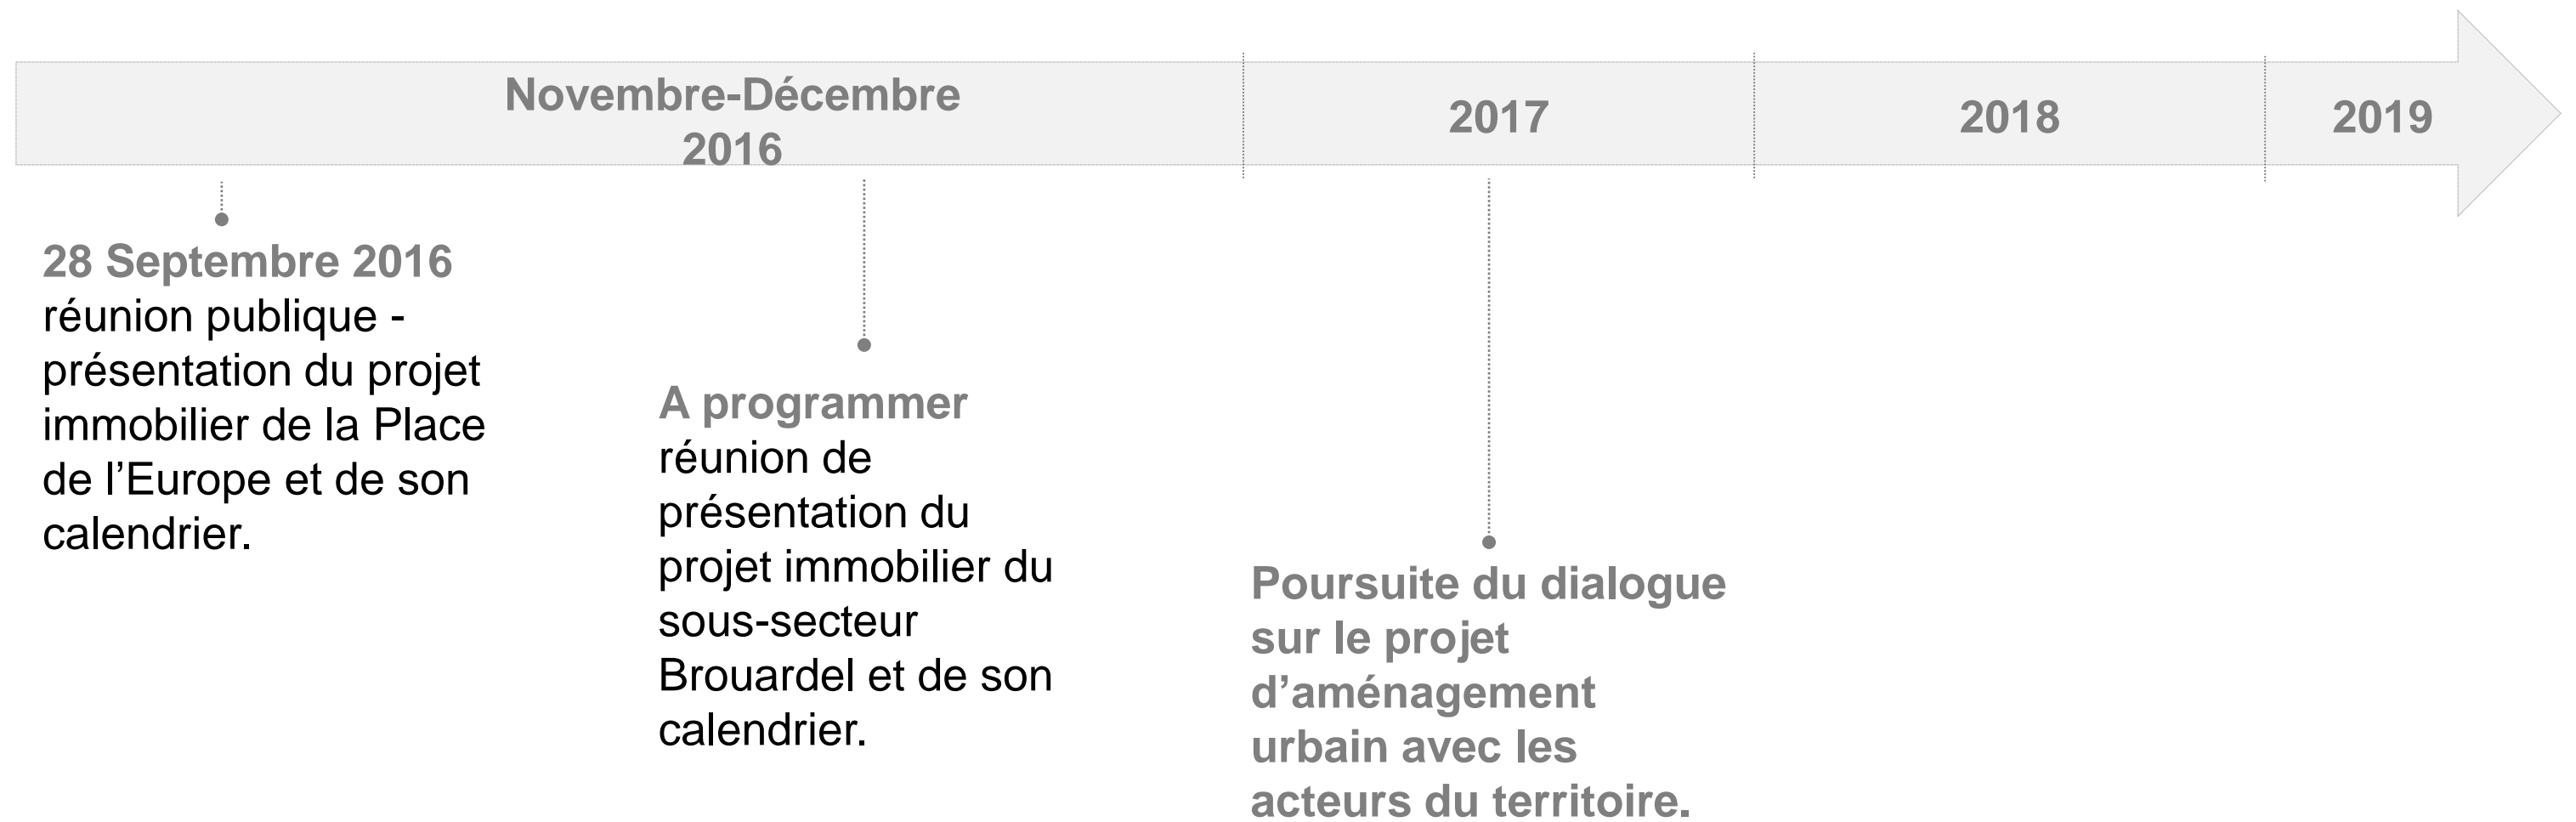 Novembre-Décembre
2016
2017
2018
2019
28 Septembre 2016
réunion publique -
présentation du projet
immobilier de la Place
de l’Europe et de son
calendrier.
A programmer
réunion de
présentation du
projet immobilier du
sous-secteur
Brouardel et de son
calendrier.
Poursuite du dialogue
sur le projet
d’aménagement
urbain avec les
acteurs du territoire.